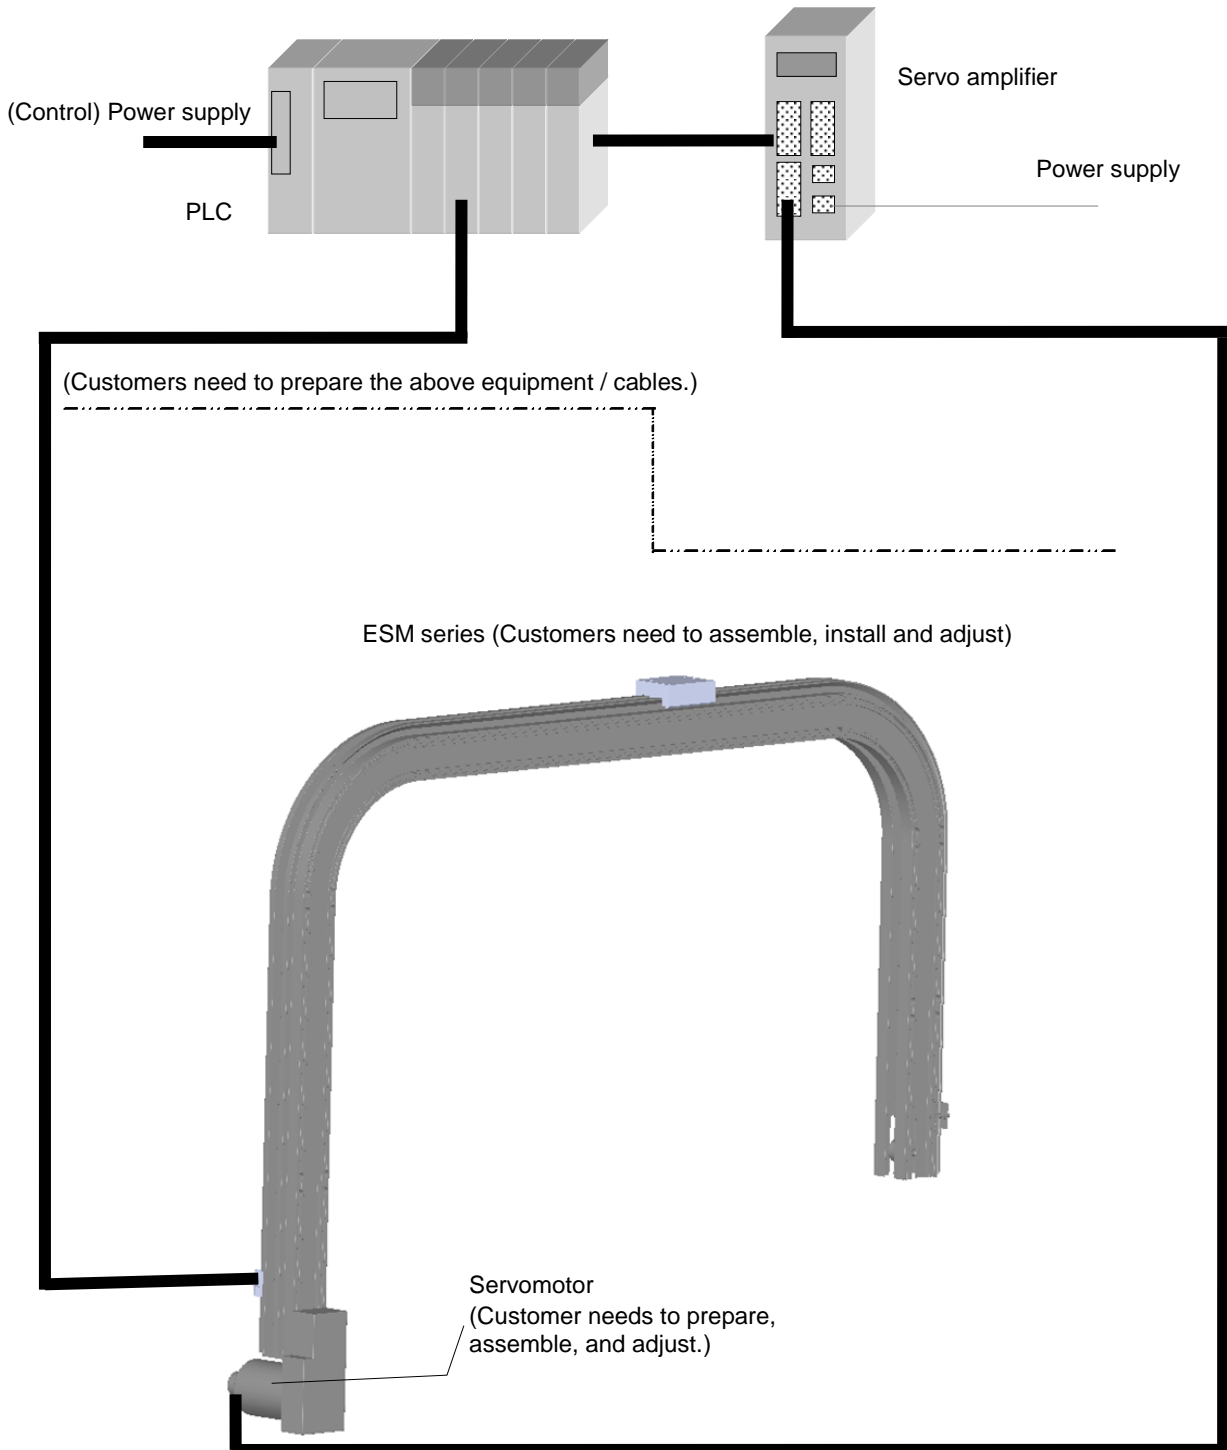 Servo amplifier
(Control) Power supply
Power supply
PLC
(Customers need to prepare the above equipment / cables.)
ESM series (Customers need to assemble, install and adjust)
Servomotor
(Customer needs to prepare,
assemble, and adjust.)